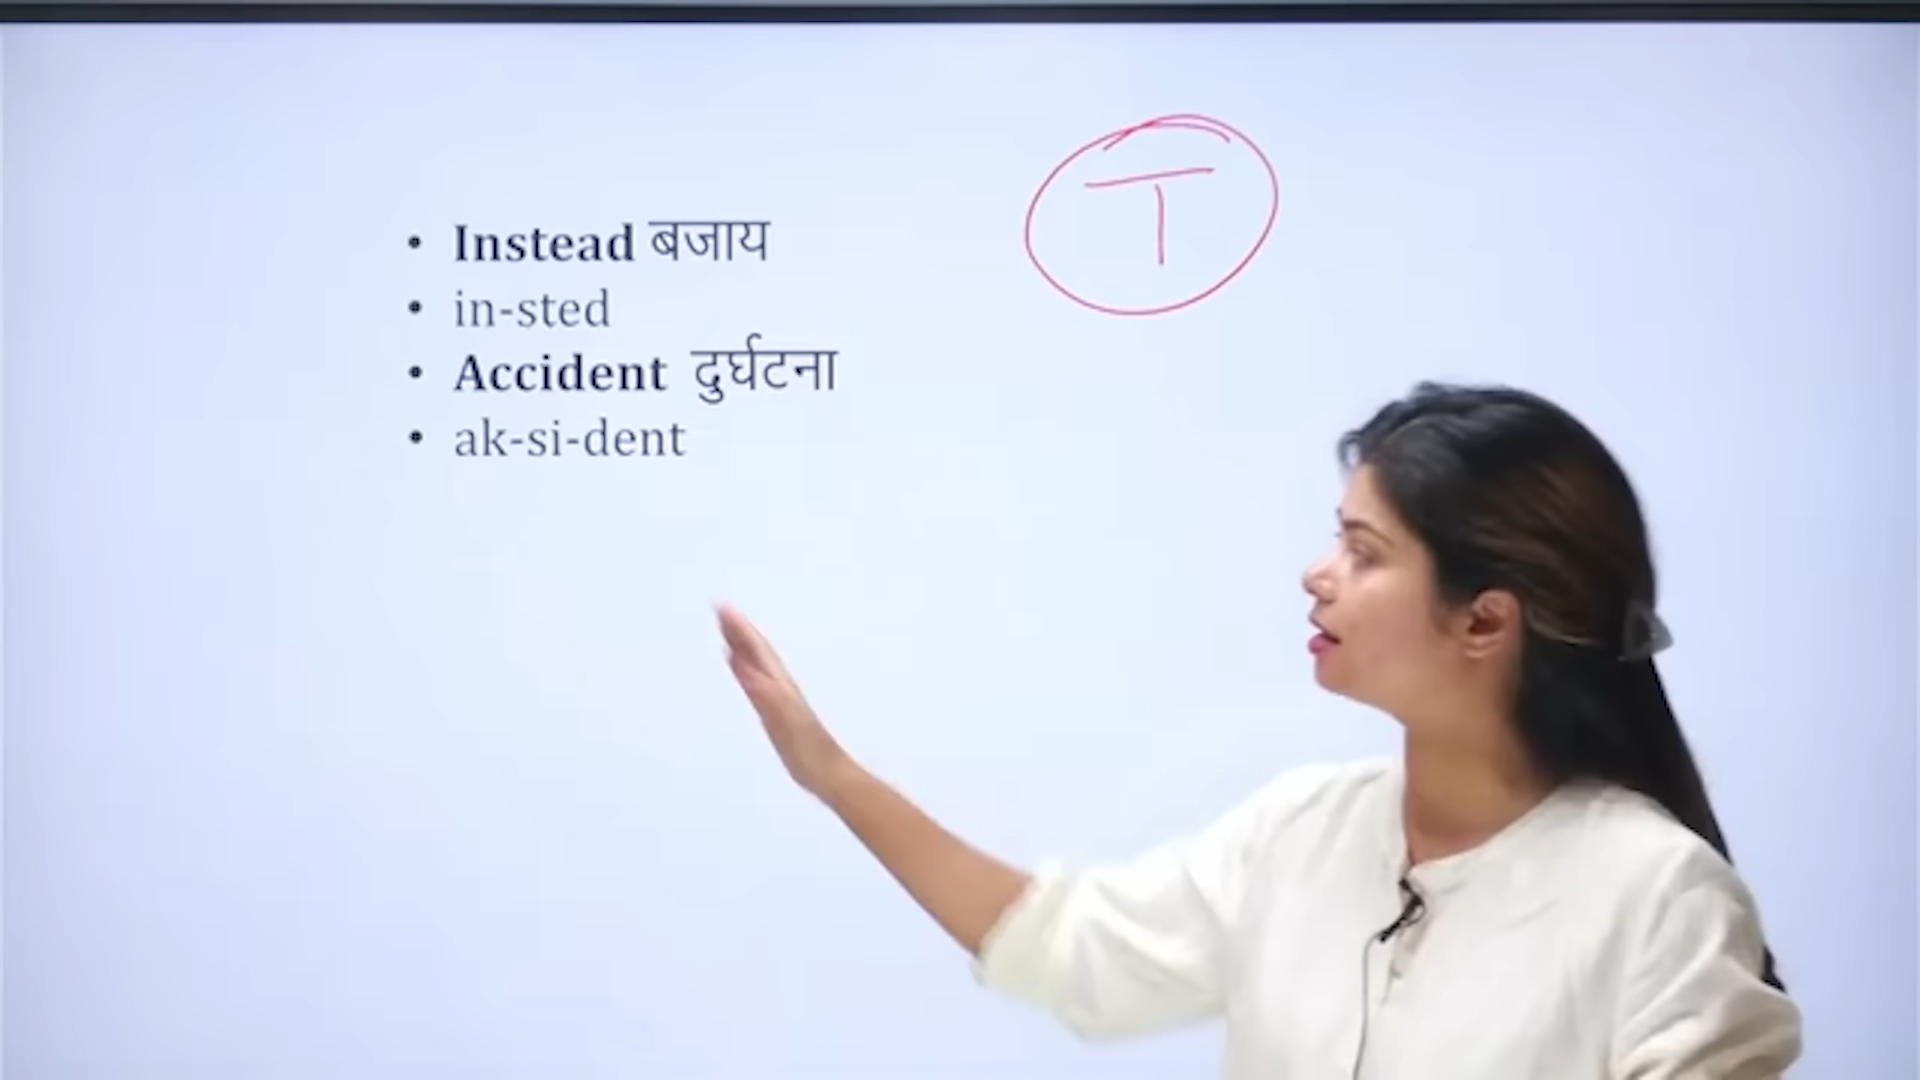 T
• Instead बजाय
• in-sted
• Accident दुर्घटना
• ak-si-dent